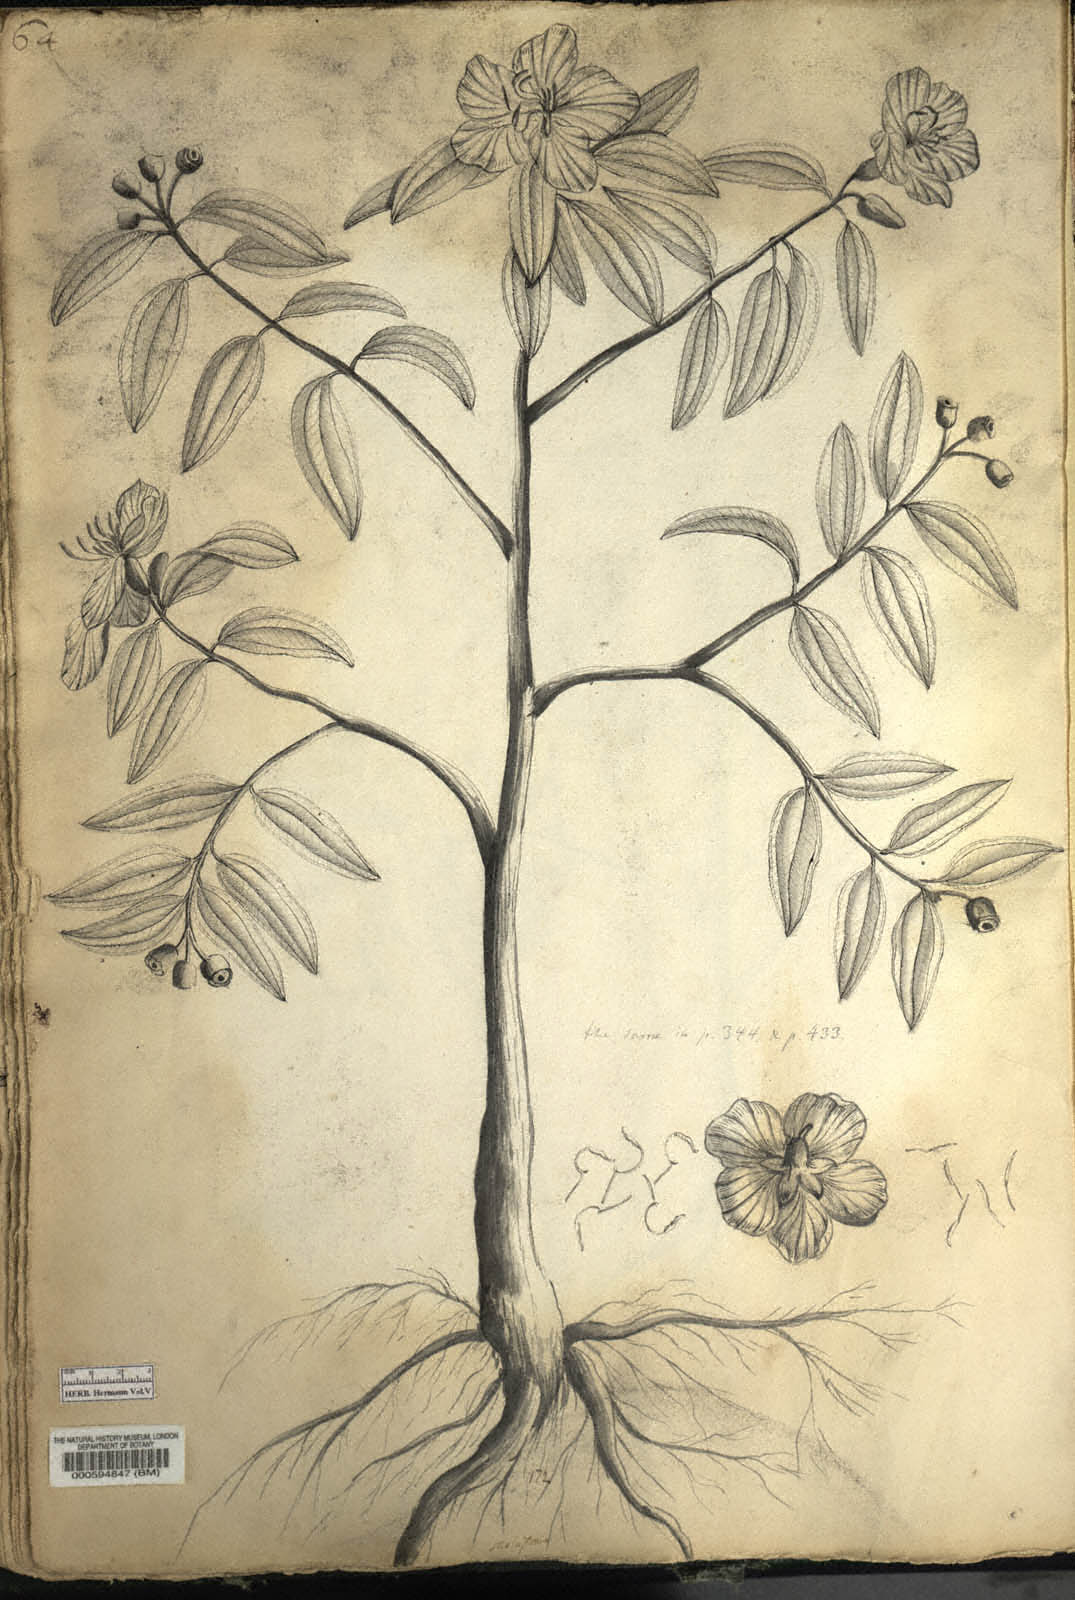 64
the same in p. 344. & p. 433.
HERB. Hermann Vol.V
THE NATURAL HISTORY MUSEUM, LONDON
DEPARTMENT OF BOTANY
000594847 (BM)
172